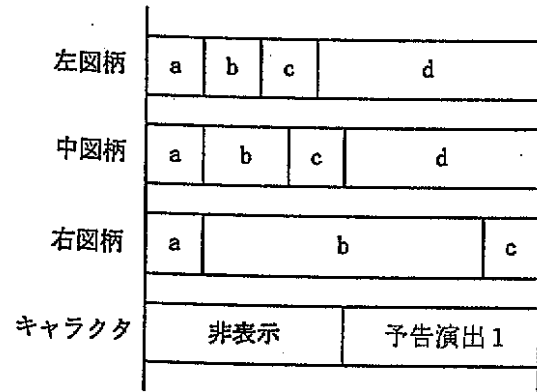 左図柄 a b c d
中図柄 a b c d
右図柄 a b c
キャラクタ 非表示 予告演出1